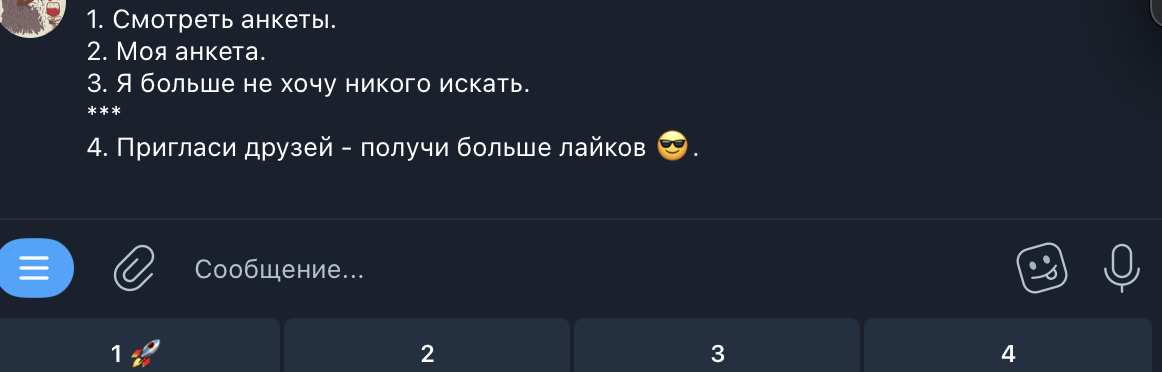 1. Смотреть анкеты.
2. Моя анкета.
3. Я больше не хочу никого искать.
***
4. Пригласи друзей - получи больше лайков 😎.
Сообщение...
1 🚀
2
3
4